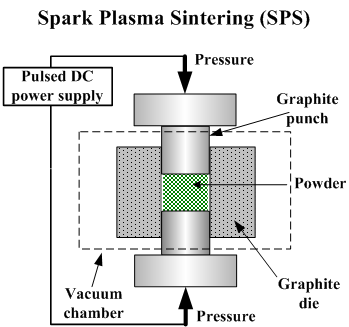 Spark Plasma Sintering (SPS)
Pressure
Pulsed DC
power supply
Graphite
punch
Powder
Graphite
die
Vacuum
chamber
Pressure